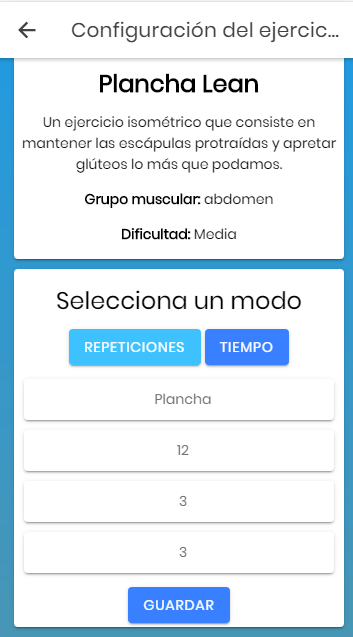 Configuración del ejercic...
Plancha Lean
Un ejercicio isométrico que consiste en
mantener las escápulas protraídas y apretar
glúteos lo más que podamos.
Grupo muscular: abdomen
Dificultad: Media
Selecciona un modo
REPETICIONES TIEMPO
Plancha
12
3
3
GUARDAR